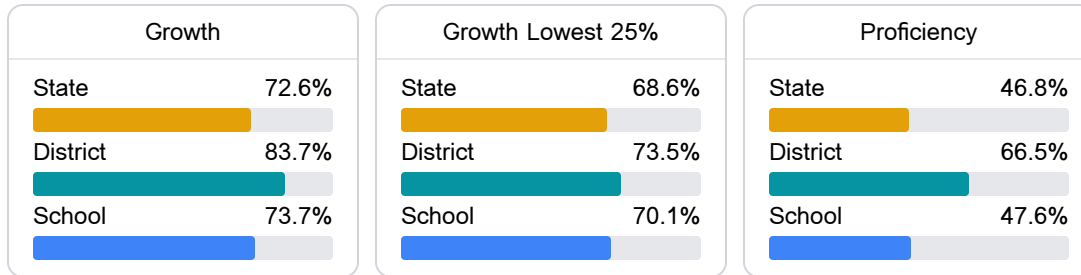 Growth
State 72.6%
District 83.7%
School 73.7%
Growth Lowest 25%
State 68.6%
District 73.5%
School 70.1%
Proficiency
State 46.8%
District 66.5%
School 47.6%